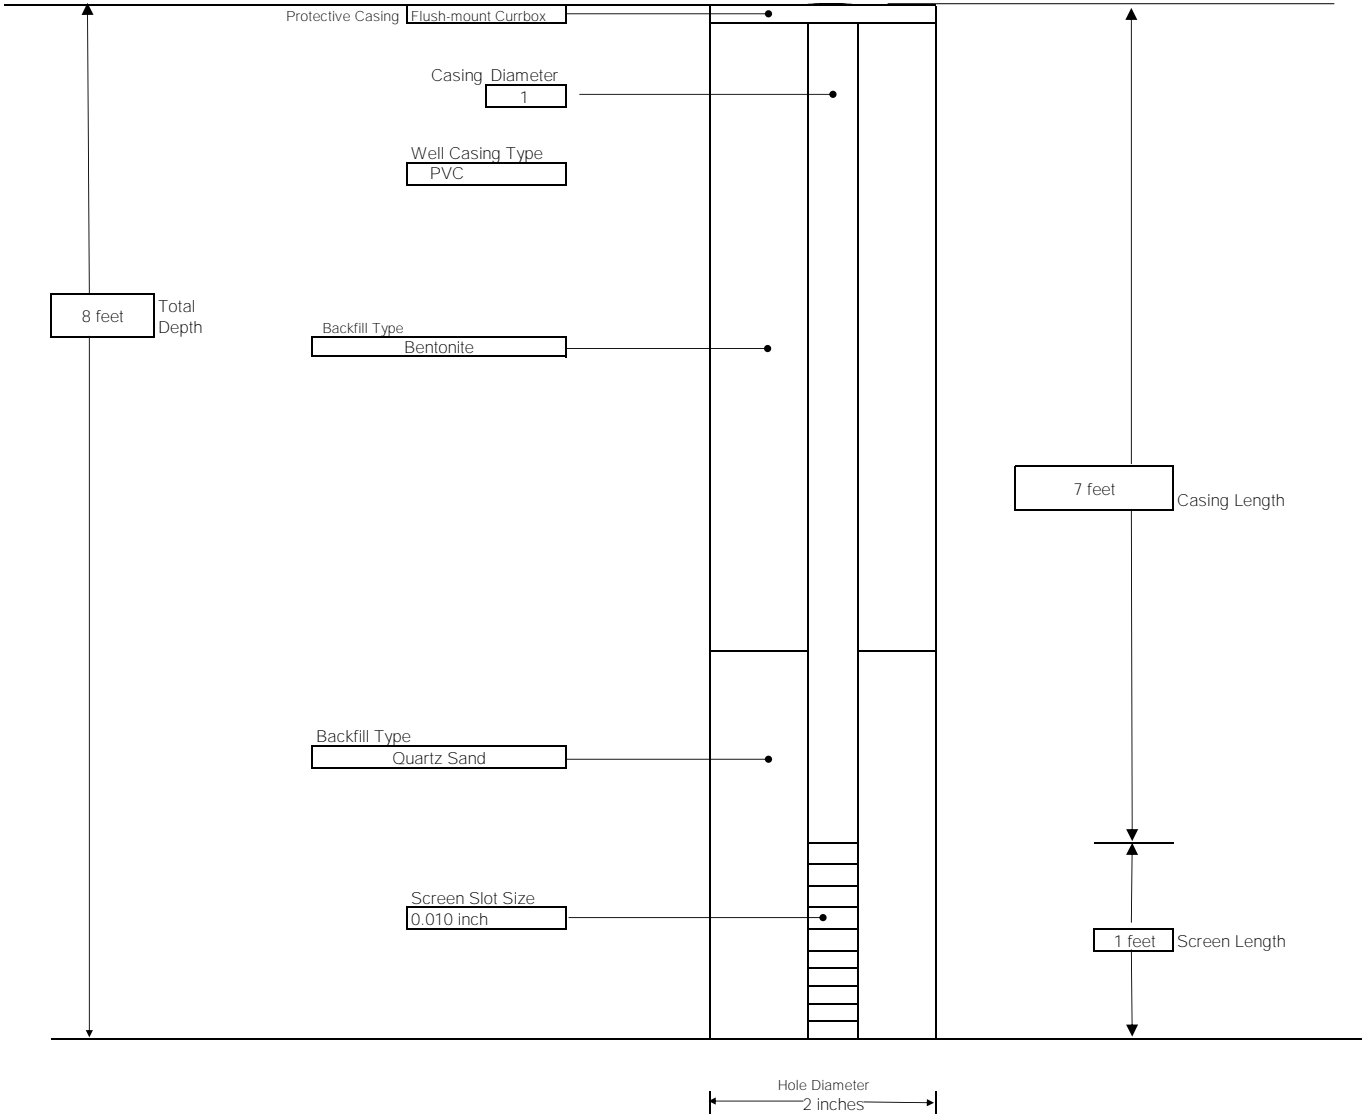 Protective Casing Flush-mount Currbox
Casing Diameter
1
Well Casing Type
PVC
8 feet
Total
Depth
Backfill Type
Bentonite
7 feet
Casing Length
Backfill Type
Quartz Sand
Screen Slot Size
0.010 inch
1 feet Screen Length
Hole Diameter
2 inches